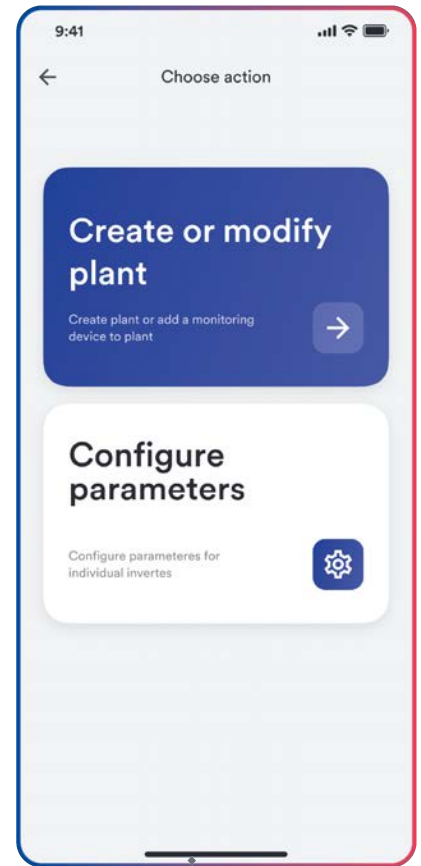 9:41
Choose action
Create or modify
plant
Create plant or add a monitoring
device to plant
Configure
parameters
Configure parameteres for
individual invertes